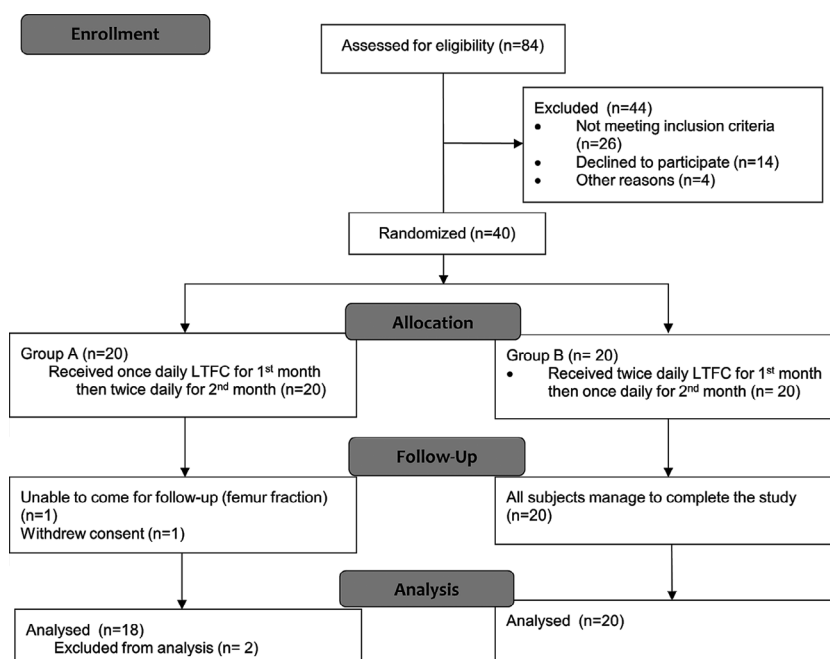 Enrollment
Assessed for eligibility (n=84)
Excluded (n=44)
• Not meeting inclusion criteria
(n=26)
• Declined to participate (n=14)
• Other reasons (n=4)
Randomized (n=40)
Allocation
Group A (n=20)
Received once daily LTFC for 1st month
then twice daily for 2nd month (n=20)
Group B (n= 20)
• Received twice daily LTFC for 1st month
then once daily for 2nd month (n= 20)
Follow-Up
Unable to come for follow-up (femur fraction)
(n=1)
Withdrew consent (n=1)
All subjects manage to complete the study
(n=20)
Analysis
Analysed (n=18)
Excluded from analysis (n= 2)
Analysed (n=20)